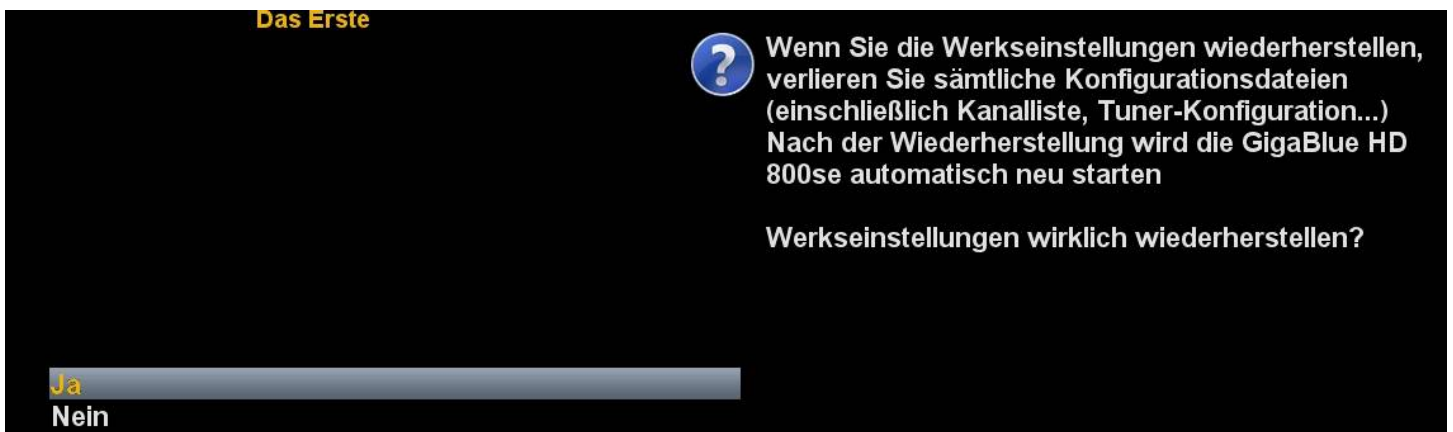 Das Erste
Wenn Sie die Werkseinstellungen wiederherstellen,
verlieren Sie sämtliche Konfigurationsdateien
(einschließlich Kanalliste, Tuner-Konfiguration...)
Nach der Wiederherstellung wird die GigaBlue HD
800se automatisch neu starten
Werkseinstellungen wirklich wiederherstellen?
Ja
Nein